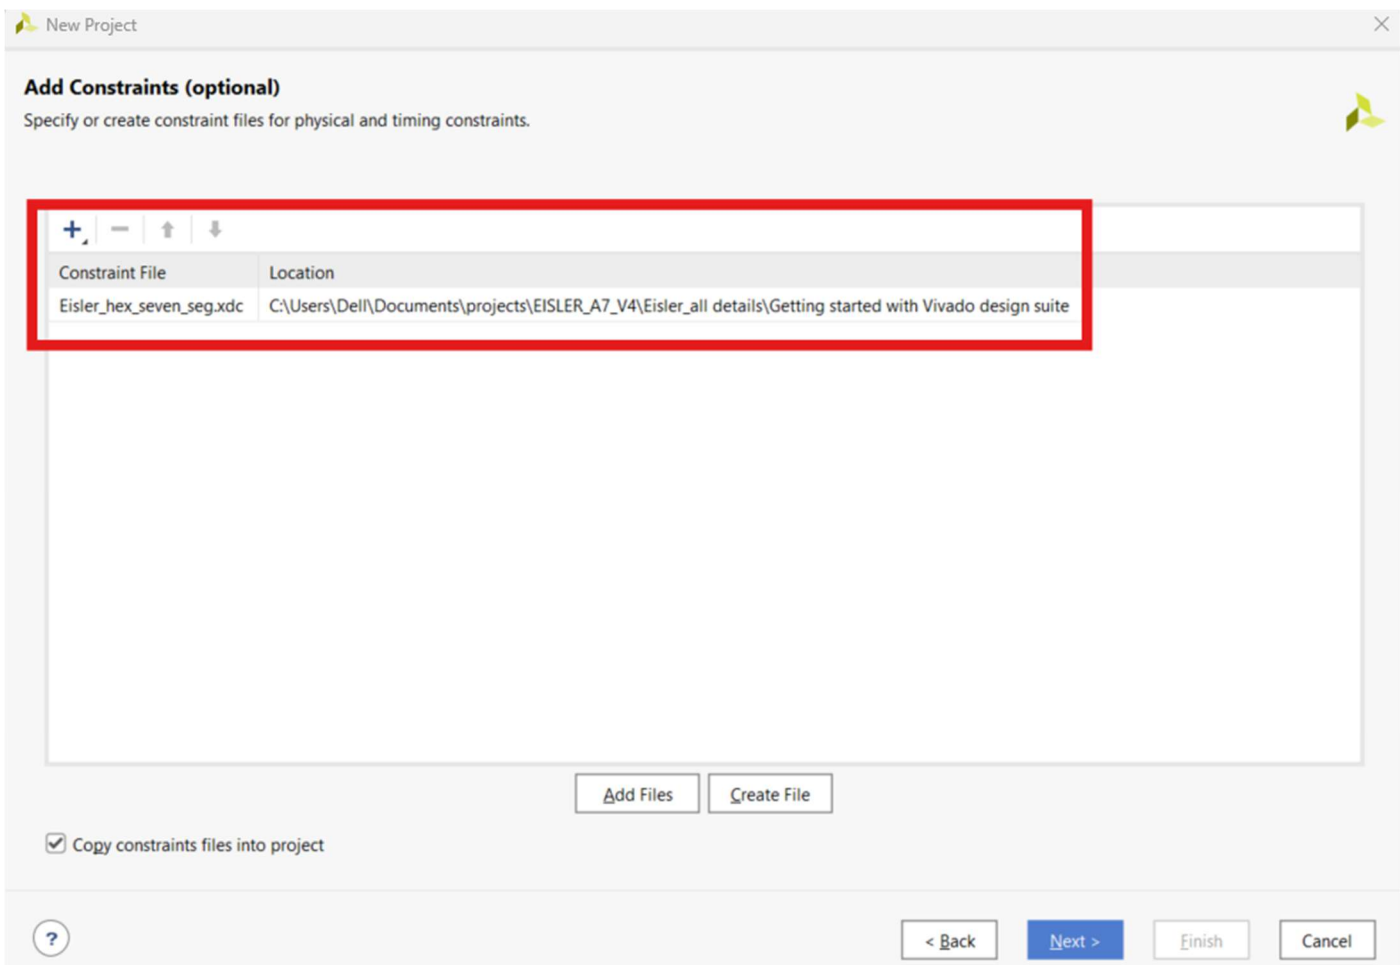 New Project
Add Constraints (optional)
Specify or create constraint files for physical and timing constraints.
Constraint File Location
Eisler_hex_seven_seg.xdc C:\Users\Dell\Documents\projects\EISLER_A7_V4\Eisler_all details\Getting started with Vivado design suite
Add Files Create File
Copy constraints files into project
? < Back Next > Finish Cancel